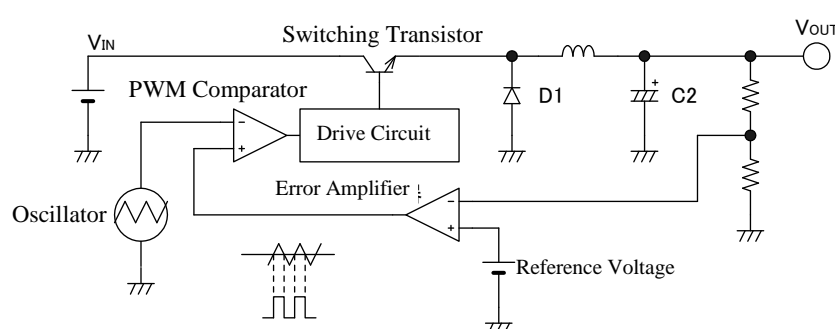 Switching Transistor
VOUT
VIN
PWM Comparator
D1
C2
+
−
+
Drive Circuit
Error Amplifier
−
+
Oscillator
Reference Voltage